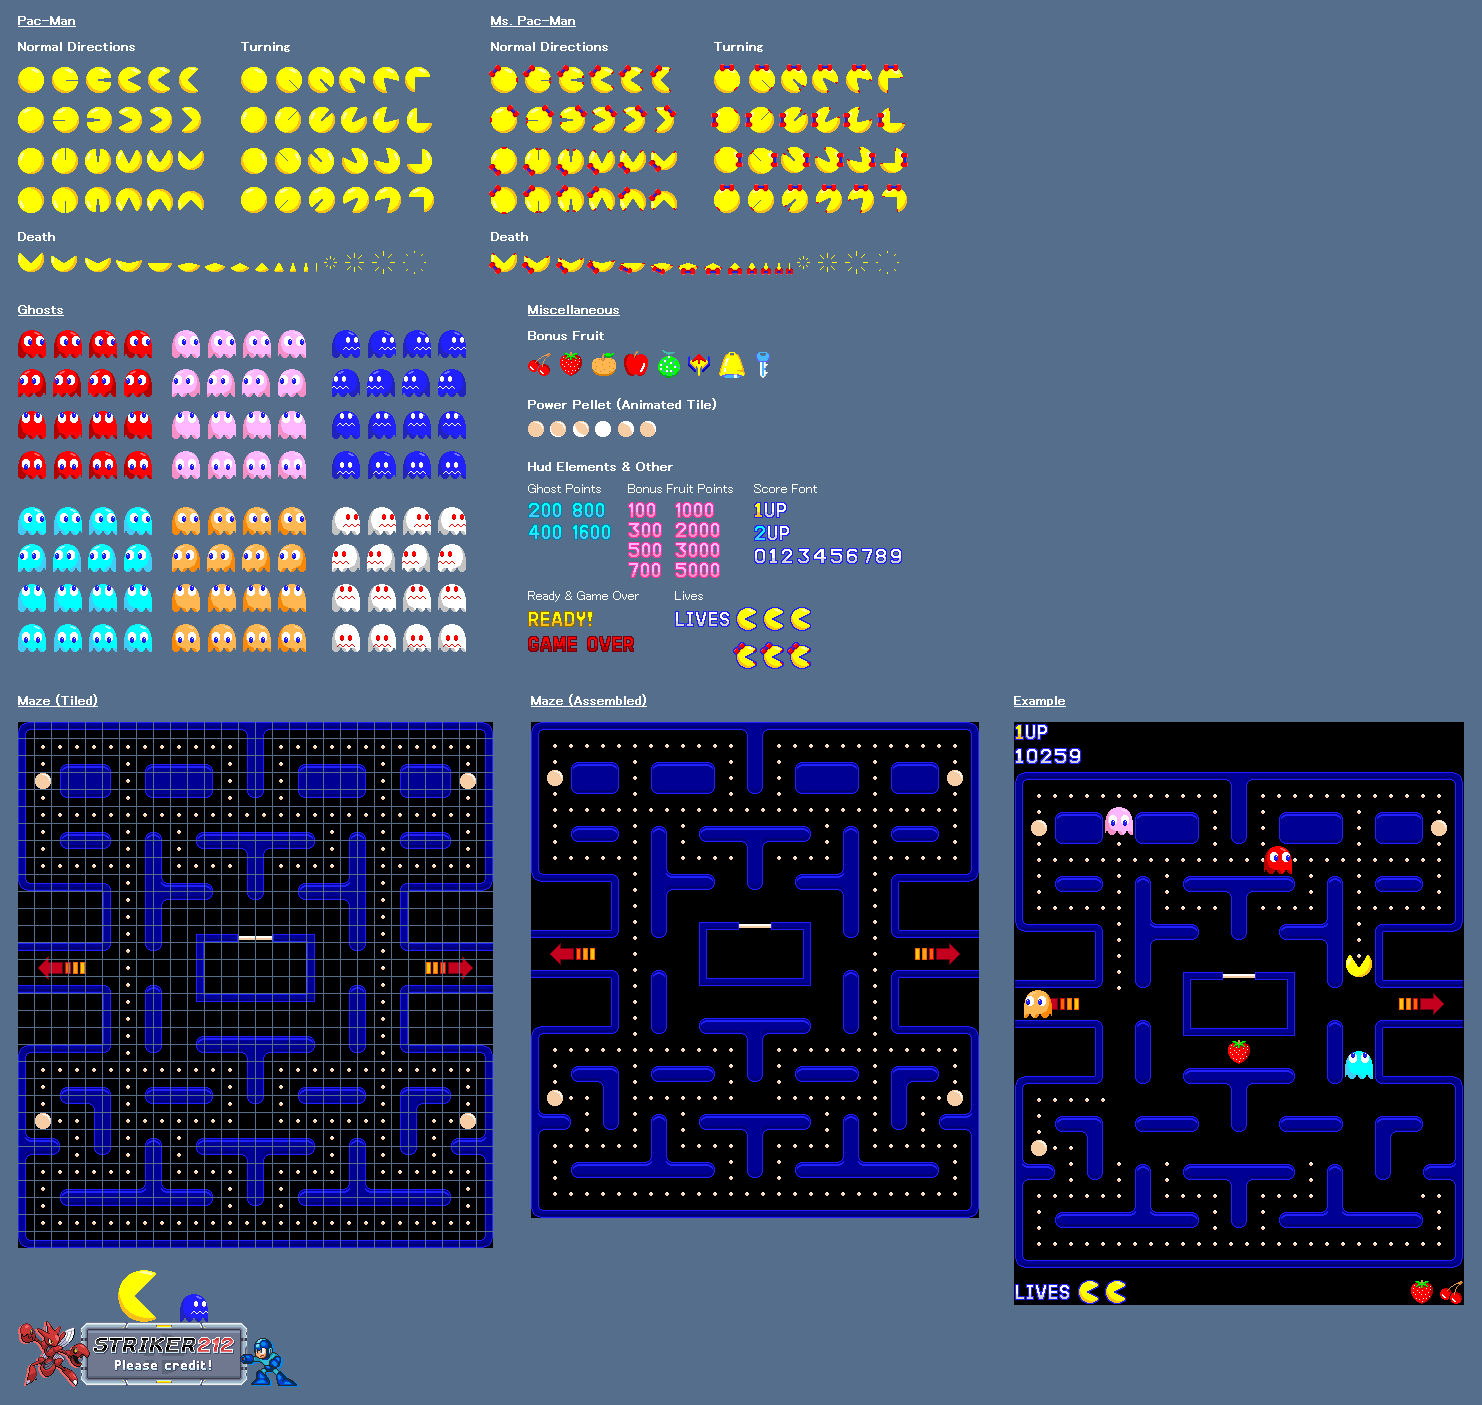 Pac-Man
Ms. Pac-Man
Normal Directions
Turning
Normal Directions
Turning
Death
Death
Ghosts
Miscellaneous
Bonus Fruit
Power Pellet (Animated Tile)
Hud Elements & Other
Ghost Points
Bonus Fruit Points
Score Font
200 800
100 1000
1UP
400 1600
300 2000
2UP
500 3000
0123456789
700 5000
Ready & Game Over
Lives
READY!
LIVES
GAME OVER
Maze (Tiled)
Maze (Assembled)
Example
1UP
10259
LIVES
STRIKER212
Please credit!